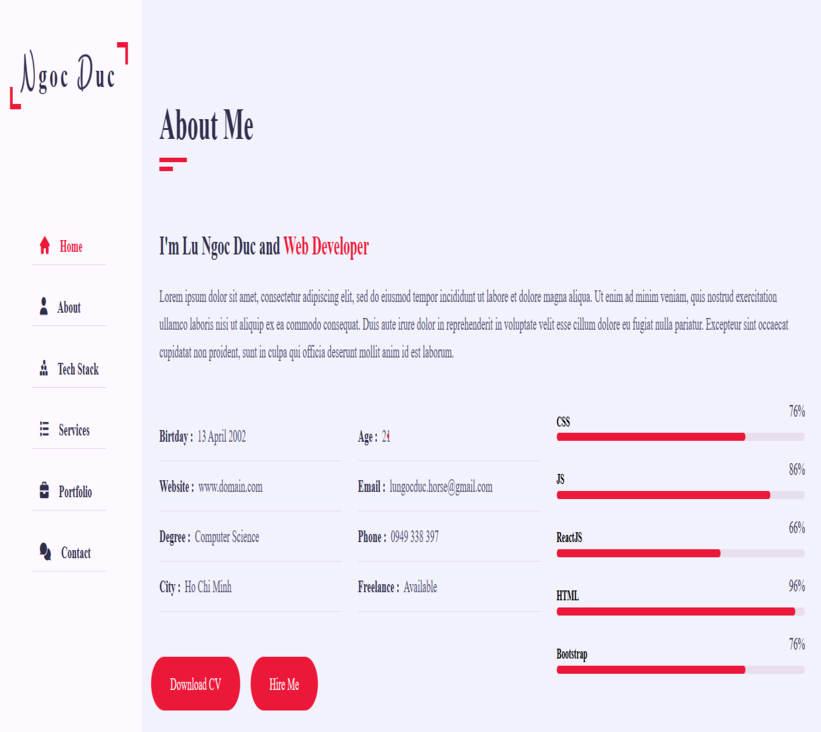 Ngoc Duc
Home
About
Tech Stack
Services
Portfolio
Contact
About Me
I'm Lu Ngoc Duc and Web Developer
Lorem ipsum dolor sit amet, consectetur adipiscing elit, sed do eiusmod tempor incididunt ut labore et dolore magna aliqua. Ut enim ad minim veniam, quis nostrud exercitation
ullamco laboris nisi ut aliquip ex ea commodo consequat. Duis aute irure dolor in reprehenderit in voluptate velit esse cillum dolore eu fugiat nulla pariatur. Excepteur sint occaecat
cupidatat non proident, sunt in culpa qui officia deserunt mollit anim id est laborum.
Birtday : 13 April 2002
Age : 21
Website : www.domain.com
Email : lungocduc.horse@gmail.com
Degree : Computer Science
Phone : 0949 338 397
City : Ho Chi Minh
Freelance : Available
CSS 76%
JS 86%
ReactJS 66%
HTML 96%
Bootstrap 76%
Download CV
Hire Me